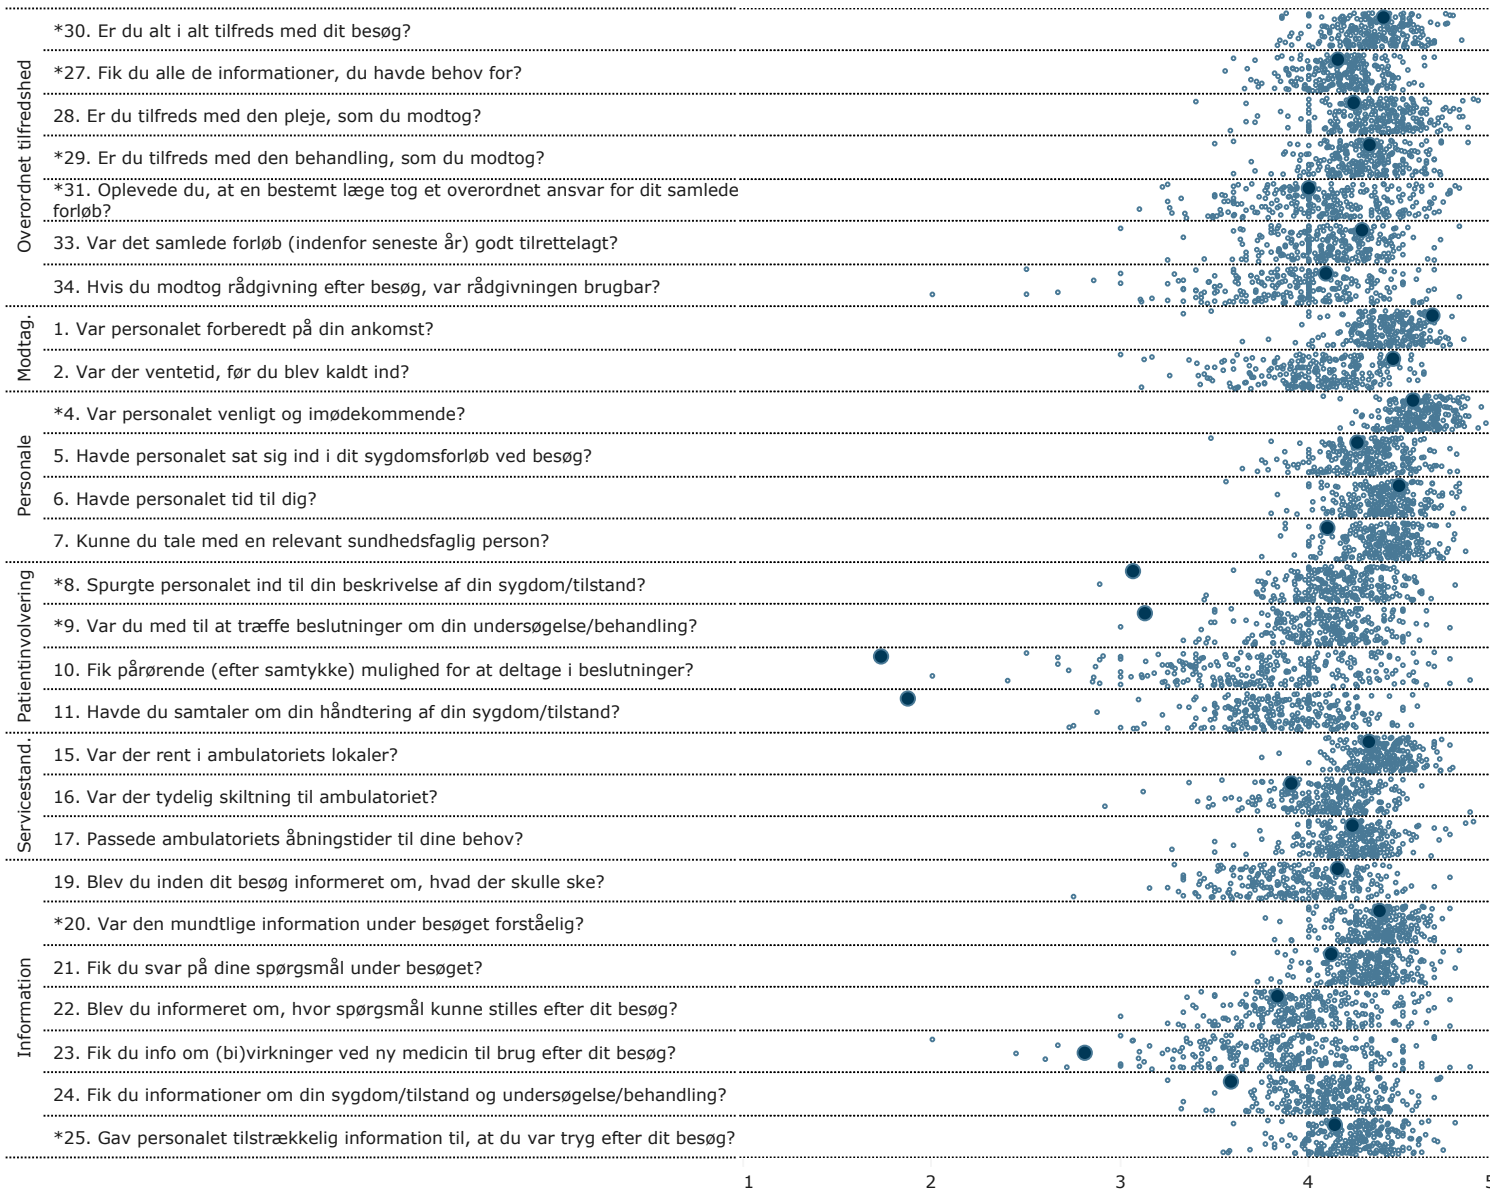 Overordnet tilfredshed
*30. Er du alt i alt tilfreds med dit besøg?
*27. Fik du alle de informationer, du havde behov for?
28. Er du tilfreds med den pleje, som du modtog?
*29. Er du tilfreds med den behandling, som du modtog?
*31. Oplevede du, at en bestemt læge tog et overordnet ansvar for dit samlede
forløb?
33. Var det samlede forløb (indenfor seneste år) godt tilrettelagt?
34. Hvis du modtog rådgivning efter besøg, var rådgivningen brugbar?
Modtag.
1. Var personalet forberedt på din ankomst?
2. Var der ventetid, før du blev kaldt ind?
Personale
*4. Var personalet venligt og imødekommende?
5. Havde personalet sat sig ind i dit sygdomsforløb ved besøg?
6. Havde personalet tid til dig?
7. Kunne du tale med en relevant sundhedsfaglig person?
Patientinvolvering
*8. Spurgte personalet ind til din beskrivelse af din sygdom/tilstand?
*9. Var du med til at træffe beslutninger om din undersøgelse/behandling?
10. Fik pårørende (efter samtykke) mulighed for at deltage i beslutninger?
11. Havde du samtaler om din håndtering af din sygdom/tilstand?
Servicestand.
15. Var der rent i ambulatoriets lokaler?
16. Var der tydelig skiltning til ambulatoriet?
17. Passede ambulatoriets åbningstider til dine behov?
Information
19. Blev du inden dit besøg informeret om, hvad der skulle ske?
*20. Var den mundtlige information under besøget forståelig?
21. Fik du svar på dine spørgsmål under besøget?
22. Blev du informeret om, hvor spørgsmål kunne stilles efter dit besøg?
23. Fik du info om (bi)virkninger ved ny medicin til brug efter dit besøg?
24. Fik du informationer om din sygdom/tilstand og undersøgelse/behandling?
*25. Gav personalet tilstrækkelig information til, at du var tryg efter dit besøg?
1 2 3 4 5